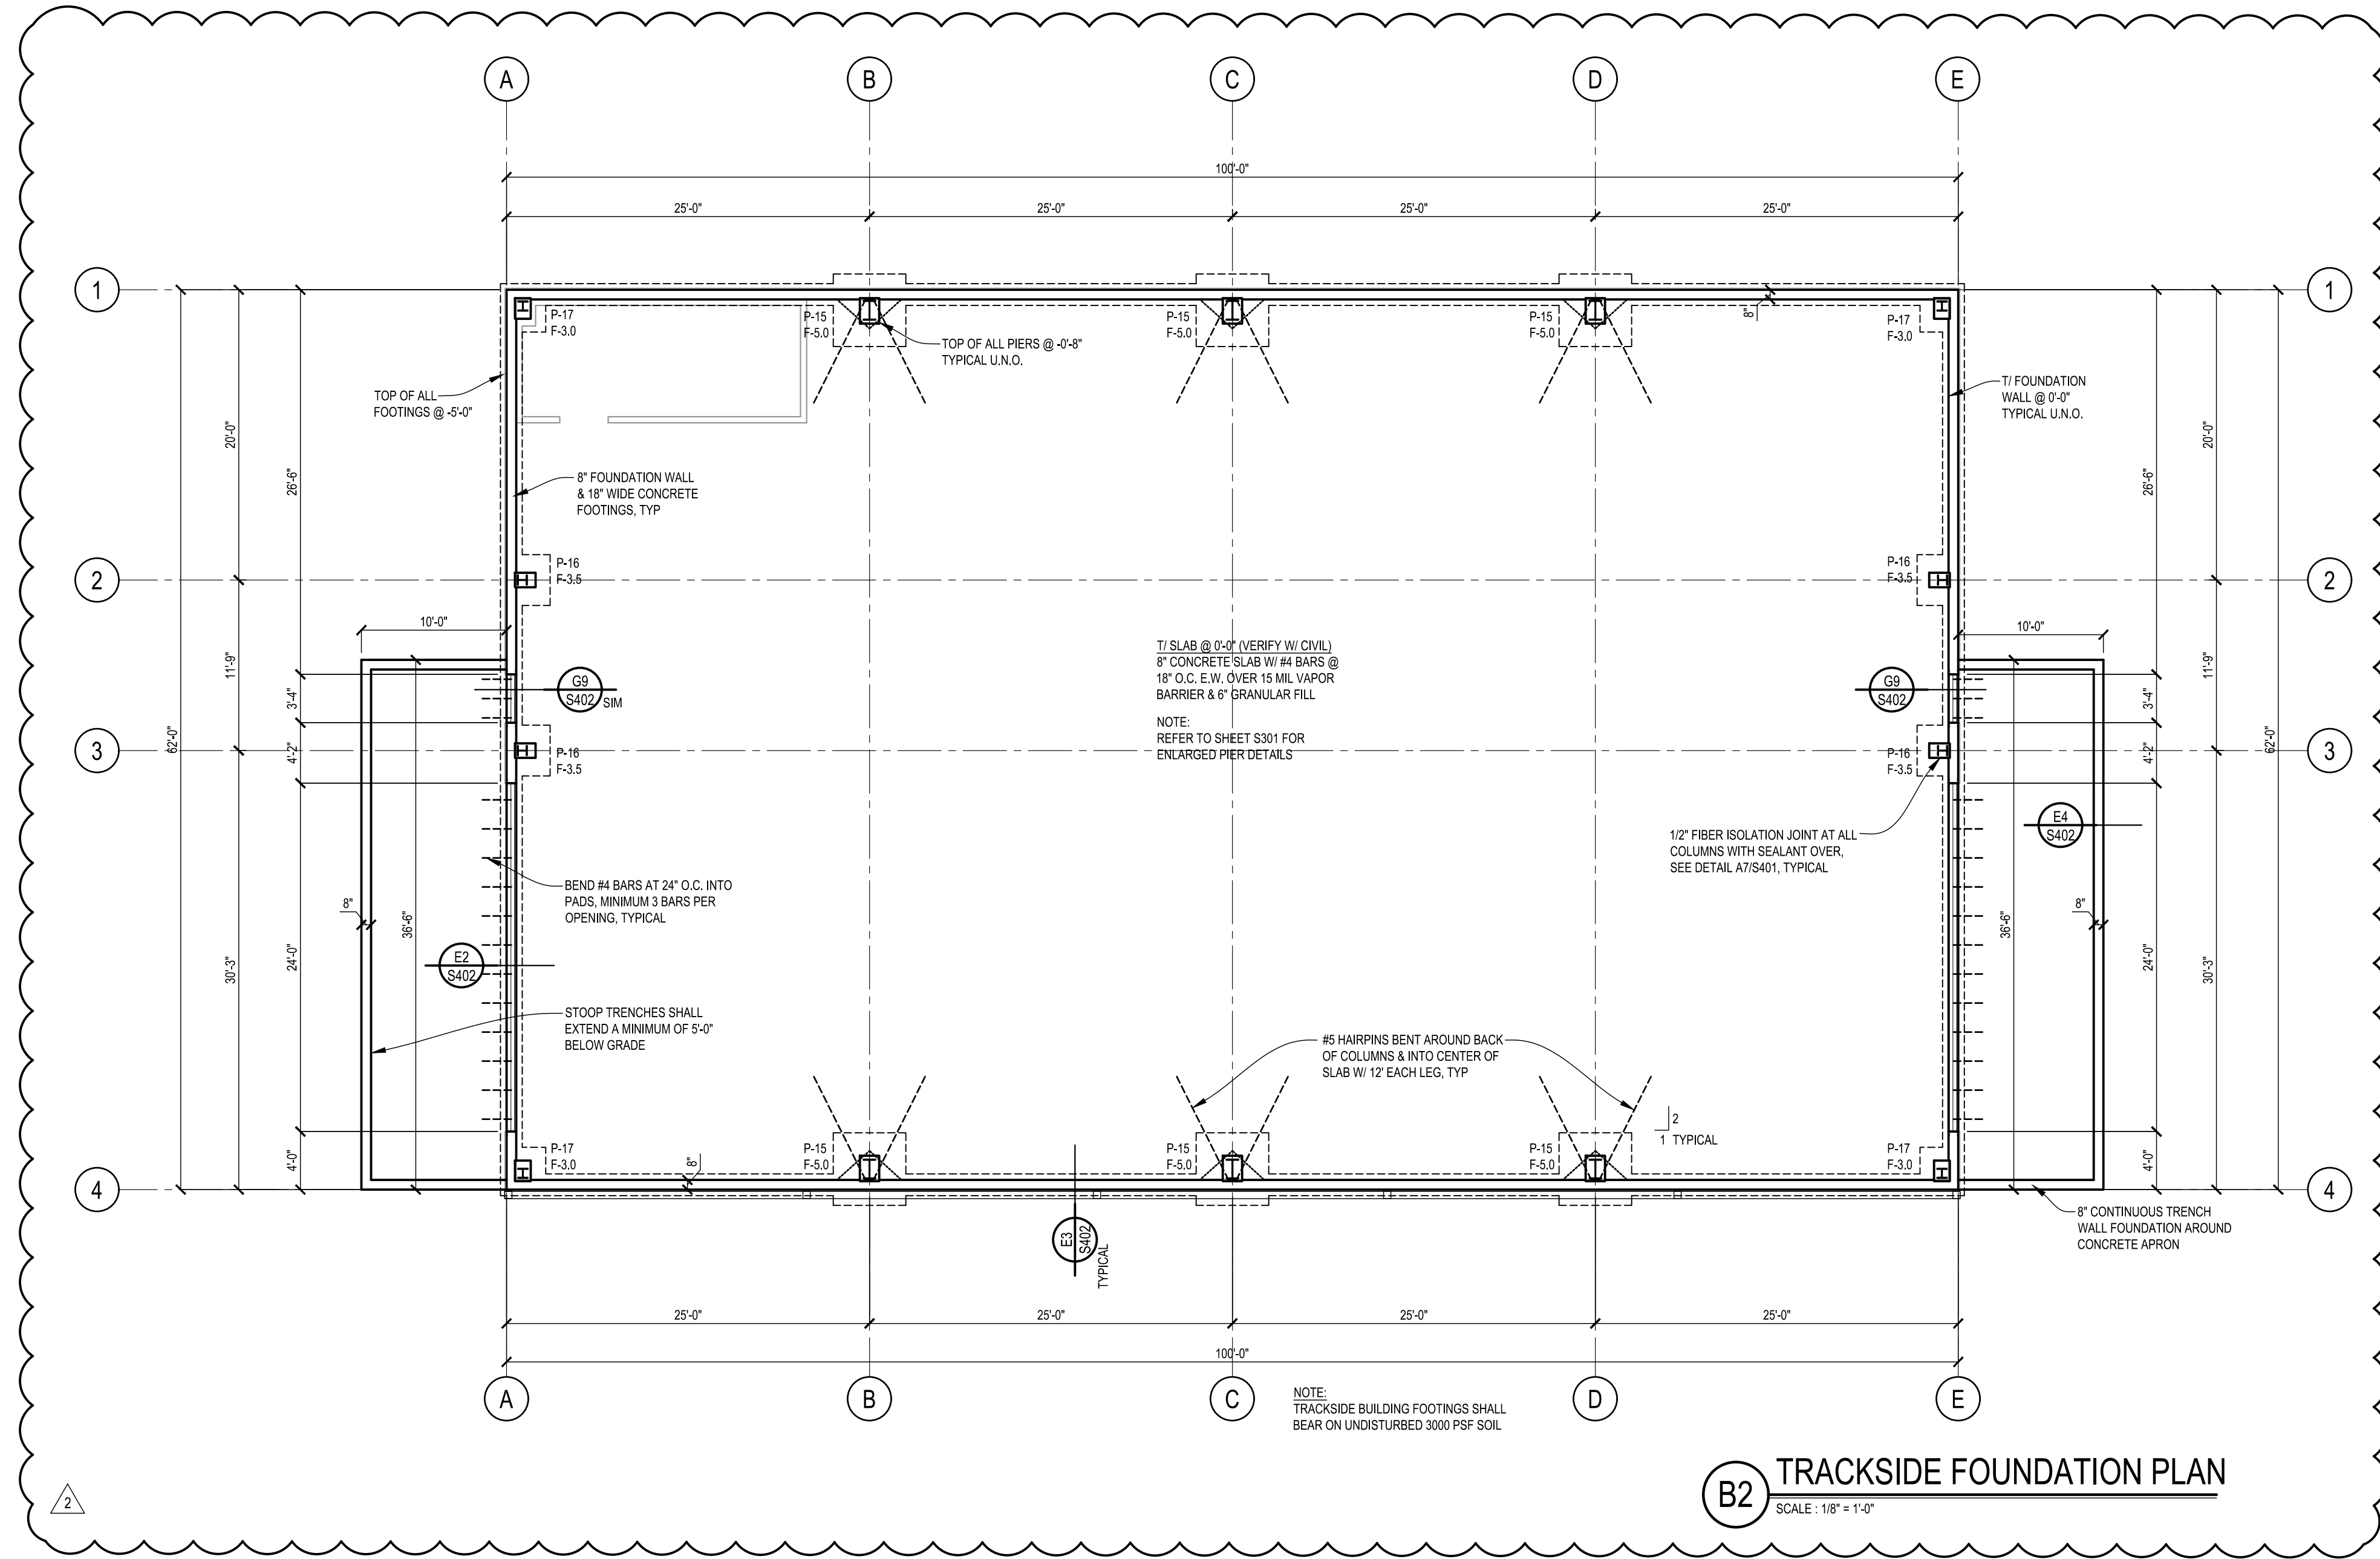 A
B
C
D
E
100'-0"
25'-0"
25'-0"
25'-0"
25'-0"
1
1
P-17
F-3.0
P-15
F-5.0
P-15
F-5.0
P-15
F-5.0
8"
P-17
F-3.0
TOP OF ALL PIERS @ -0'-8"
TYPICAL U.N.O.
TOP OF ALL
FOOTINGS @ -5'-0"
T/ FOUNDATION
WALL @ 0'-0"
TYPICAL U.N.O.
20'-0"
26'-6"
26'-6"
20'-0"
8" FOUNDATION WALL
& 18" WIDE CONCRETE
FOOTINGS, TYP
2
P-16
F-3.5
P-16
F-3.5
2
10'-0"
10'-0"
11'-9"
3'-4"
G9
S402
SIM
T/ SLAB @ 0'-0" (VERIFY W/ CIVIL)
8" CONCRETE SLAB W/ #4 BARS @
18" O.C. E.W. OVER 15 MIL VAPOR
BARRIER & 6" GRANULAR FILL
NOTE:
REFER TO SHEET S301 FOR
ENLARGED PIER DETAILS
G9
S402
3'-4"
11'-9"
3
62'-0"
4'-2"
P-16
F-3.5
P-16
F-3.5
4'-2"
62'-0"
3
1/2" FIBER ISOLATION JOINT AT ALL
COLUMNS WITH SEALANT OVER,
SEE DETAIL A7/S401, TYPICAL
E4
S402
BEND #4 BARS AT 24" O.C. INTO
PADS, MINIMUM 3 BARS PER
OPENING, TYPICAL
8"
36'-6"
36'-6"
8"
30'-3"
24'-0"
E2
S402
24'-0"
30'-3"
STOOP TRENCHES SHALL
EXTEND A MINIMUM OF 5'-0"
BELOW GRADE
#5 HAIRPINS BENT AROUND BACK
OF COLUMNS & INTO CENTER OF
SLAB W/ 12' EACH LEG, TYP
2
1 TYPICAL
4'-0"
P-17
F-3.0
8"
P-15
F-5.0
P-15
F-5.0
P-15
F-5.0
P-17
F-3.0
4'-0"
4
4
E3
S402
TYPICAL
8" CONTINUOUS TRENCH
WALL FOUNDATION AROUND
CONCRETE APRON
25'-0"
25'-0"
25'-0"
25'-0"
100'-0"
A
B
C
D
E
NOTE:
TRACKSIDE BUILDING FOOTINGS SHALL
BEAR ON UNDISTURBED 3000 PSF SOIL
2
B2
TRACKSIDE FOUNDATION PLAN
SCALE : 1/8" = 1'-0"